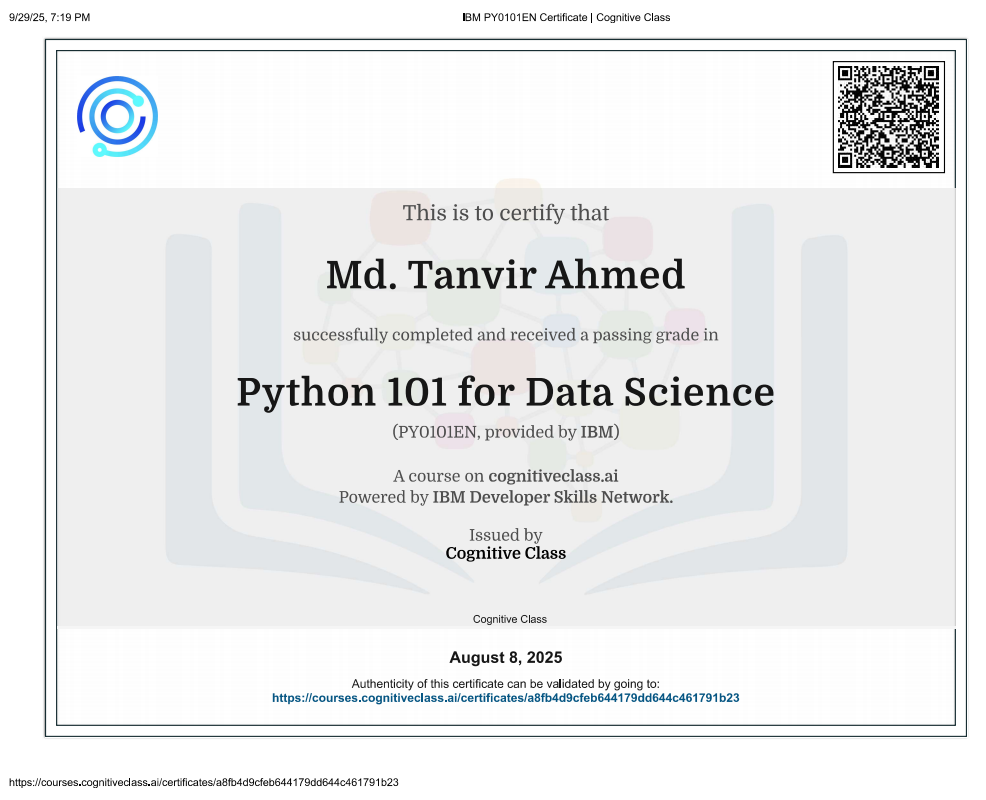 9/29/25, 7:19 PM
IBM PY0101EN Certificate | Cognitive Class
This is to certify that
Md. Tanvir Ahmed
successfully completed and received a passing grade in
Python 101 for Data Science
(PY0101EN, provided by IBM)
A course on cognitiveclass.ai
Powered by IBM Developer Skills Network.
Issued by
Cognitive Class
Cognitive Class
August 8, 2025
Authenticity of this certificate can be validated by going to:
https://courses.cognitiveclass.ai/certificates/a8fb4d9cfeb644179dd644c461791b23
https://courses.cognitiveclass.ai/certificates/a8fb4d9cfeb644179dd644c461791b23